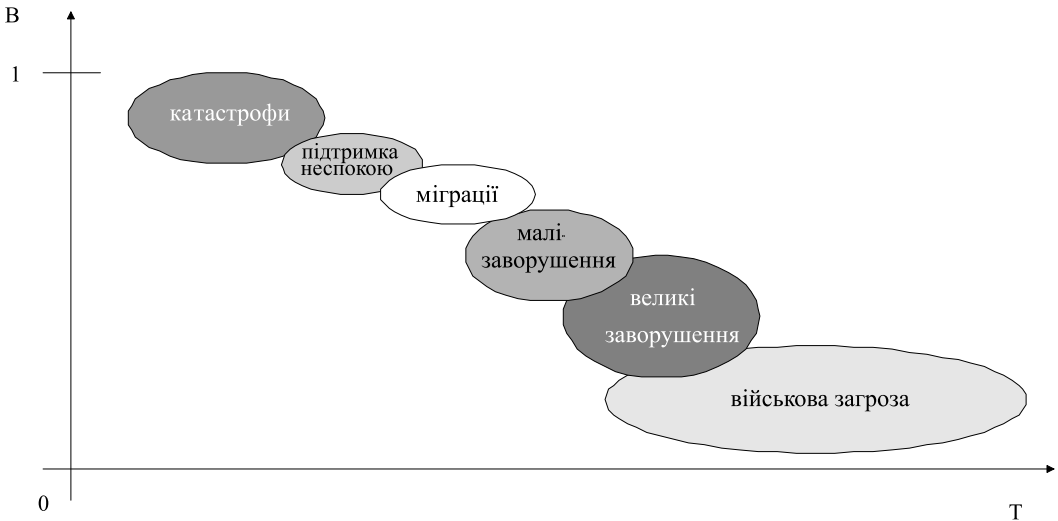 В
1
катастрофи
підтримка
неспокою
міграції
малі-
заворушення
великі
заворушення
військова загроза
0
Т